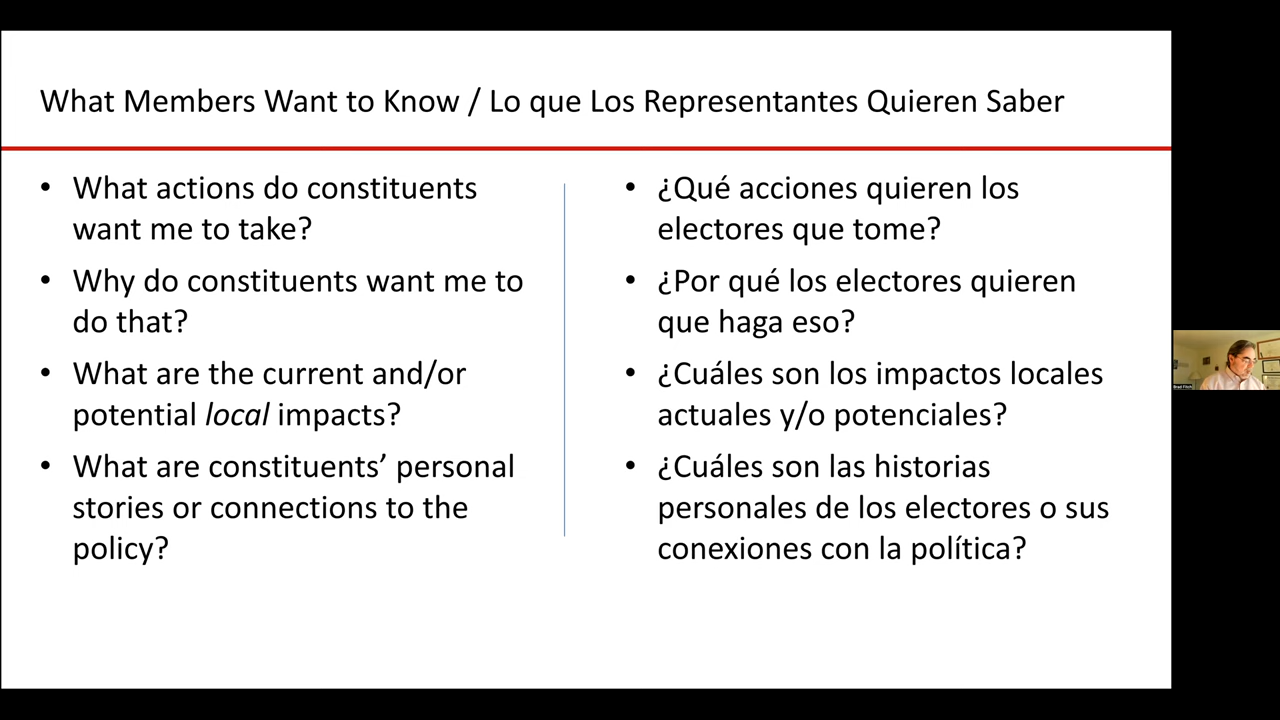 What Members Want to Know / Lo que Los Representantes Quieren Saber
• What actions do constituents
want me to take?
• Why do constituents want me to
do that?
• What are the current and/or
potential local impacts?
• What are constituents’ personal
stories or connections to the
policy?
• ¿Qué acciones quieren los
electores que tome?
• ¿Por qué los electores quieren
que haga eso?
• ¿Cuáles son los impactos locales
actuales y/o potenciales?
• ¿Cuáles son las historias
personales de los electores o sus
conexiones con la política?
Brad Fitch